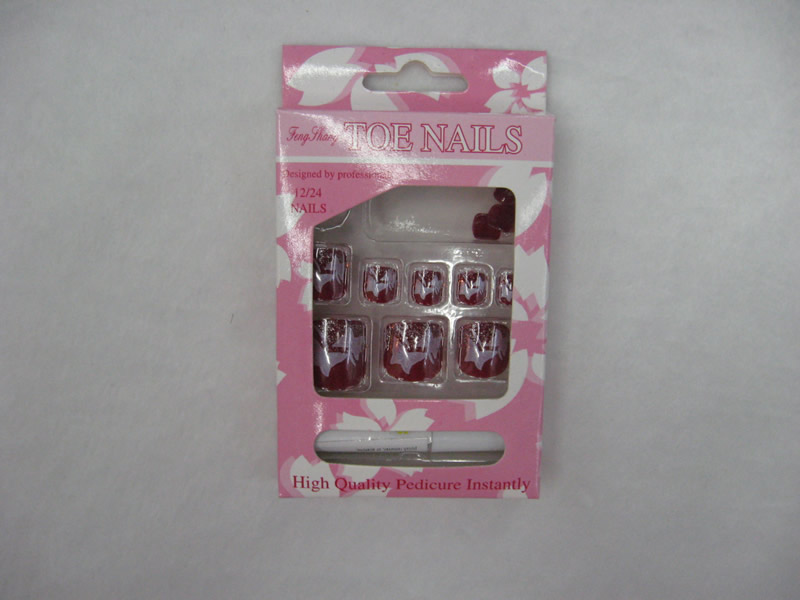 Feng Shang TOE NAILS
Designed by professional
12/24
NAILS
High Quality Pedicure Instantly